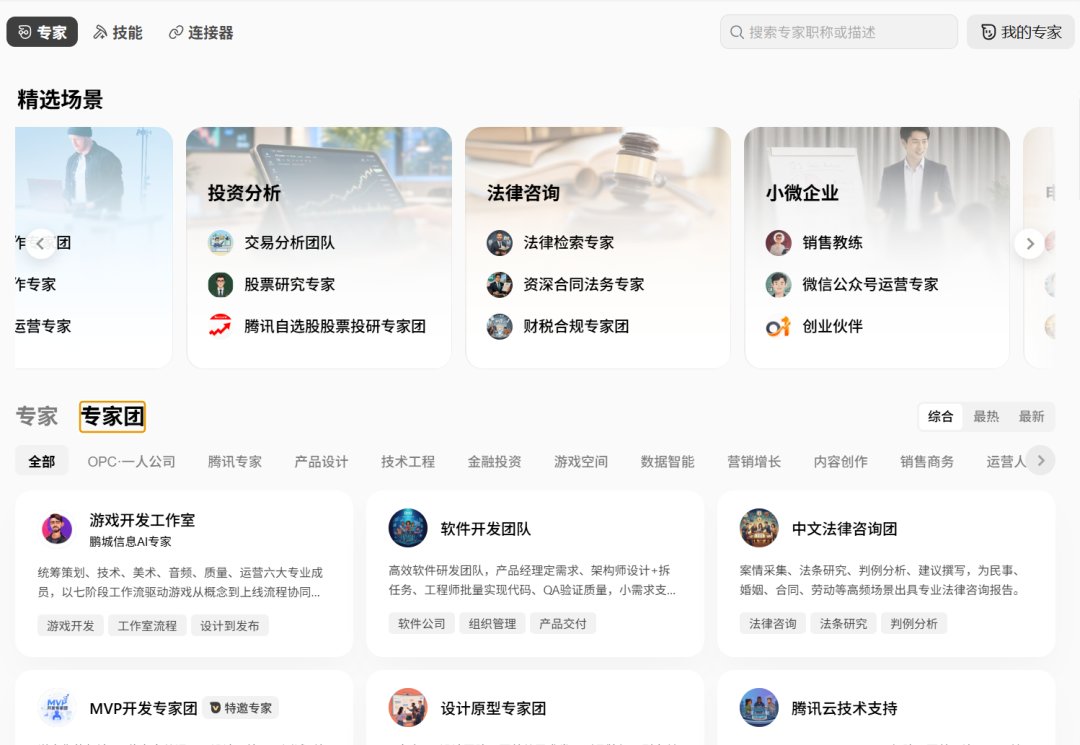 专家
技能
连接器
搜索专家职称或描述
我的专家
精选场景
作专家团
作专家
运营专家
投资分析
交易分析团队
股票研究专家
腾讯自选股股票投研专家团
法律咨询
法律检索专家
资深合同法务专家
财税合规专家团
小微企业
销售教练
微信公众号运营专家
创业伙伴
专家
专家团
综合
最热
最新
全部
OPC·一人公司
腾讯专家
产品设计
技术工程
金融投资
游戏空间
数据智能
营销增长
内容创作
销售商务
运营人
游戏开发工作室
鹏城信息AI专家
统筹策划、技术、美术、音频、质量、运营六大专业成
员，以七阶段工作流驱动游戏从概念到上线流程协同...
游戏开发
工作室流程
设计到发布
软件开发团队
高效软件研发团队，产品经理定需求、架构师设计+拆
任务、工程师批量实现代码、QA验证质量，小需求支...
软件公司
组织管理
产品交付
中文法律咨询团
案情采集、法条研究、判例分析、建议撰写，为民事、
婚姻、合同、劳动等高频场景出具专业法律咨询报告。
法律咨询
法条研究
判例分析
MVP开发专家团
特邀专家
设计原型专家团
腾讯云技术支持